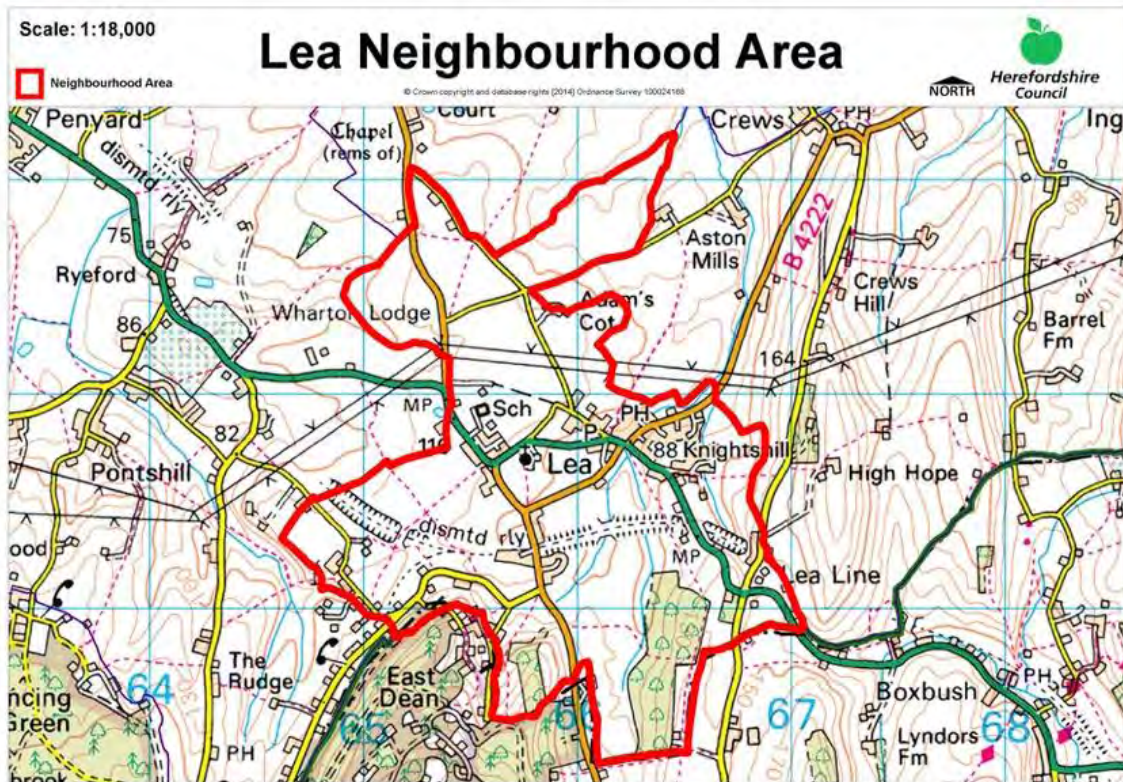 Scale: 1:18,000
Lea Neighbourhood Area
Neighbourhood Area
© Crown copyright and database rights (2014) Ordnance Survey 100024168
NORTH
Herefordshire
Council
Penyard
Chapel
(rems of)
Court
Crews
PH
Ing
dismtd rly
75
Ryeford
Aston
Mills
B 4222
80
86
Wharton Lodge
Adam's
Cot
Crews
Hill
Barrel
Fm
164
MP
Sch
PH
110
P
82
Lea
88
Knightshill
Pontshill
High Hope
dismtd rly
ood
MP
Lea Line
The
Rudge
East
Dean
Boxbush
PH
ncing
Green
64
65
66
67
68
150
Lyndors
Fm
PH
brook